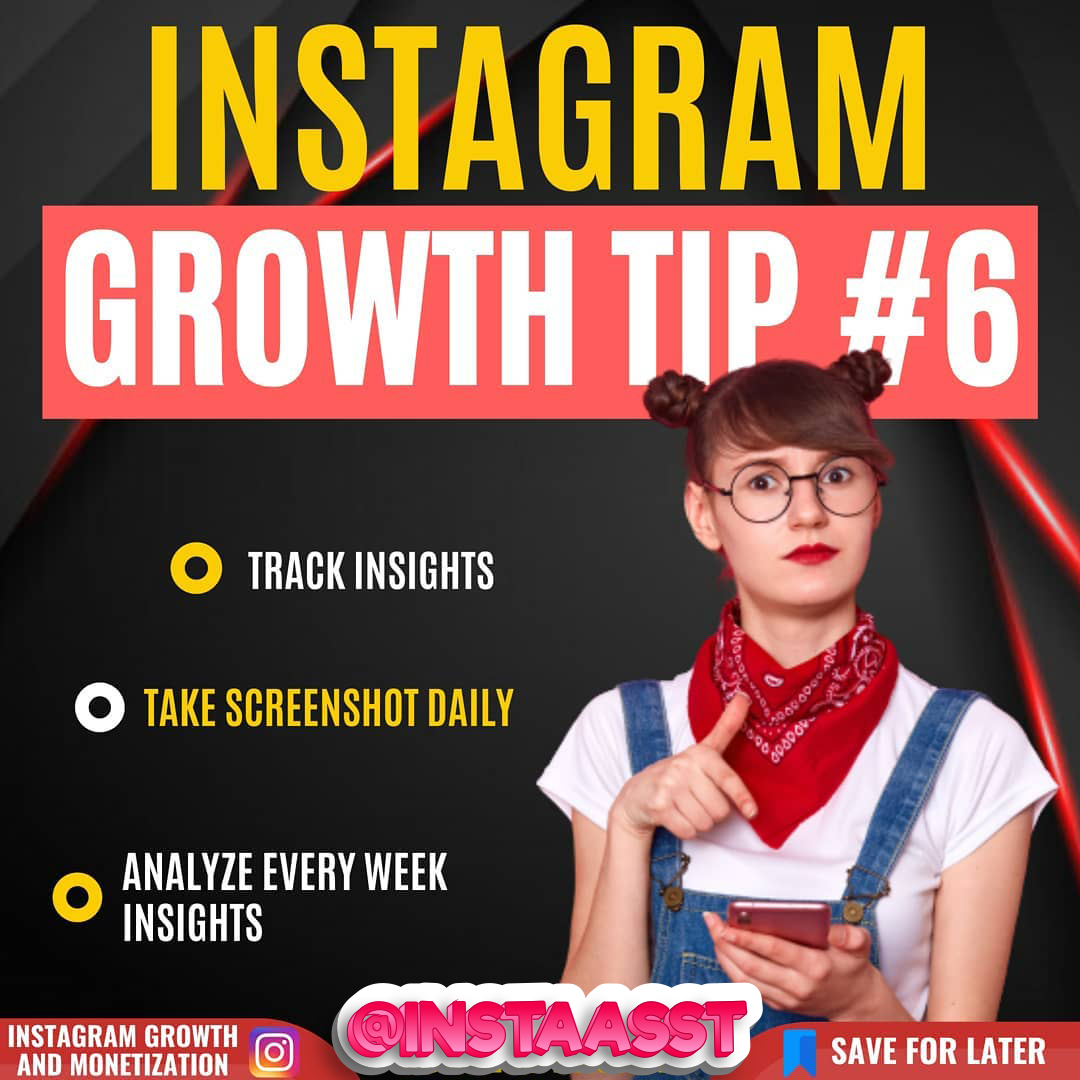 INSTAGRAM
GROWTH TIP #6
TRACK INSIGHTS
TAKE SCREENSHOT DAILY
ANALYZE EVERY WEEK
INSIGHTS
INSTAGRAM GROWTH
AND MONETIZATION
@INSTAASST
SAVE FOR LATER